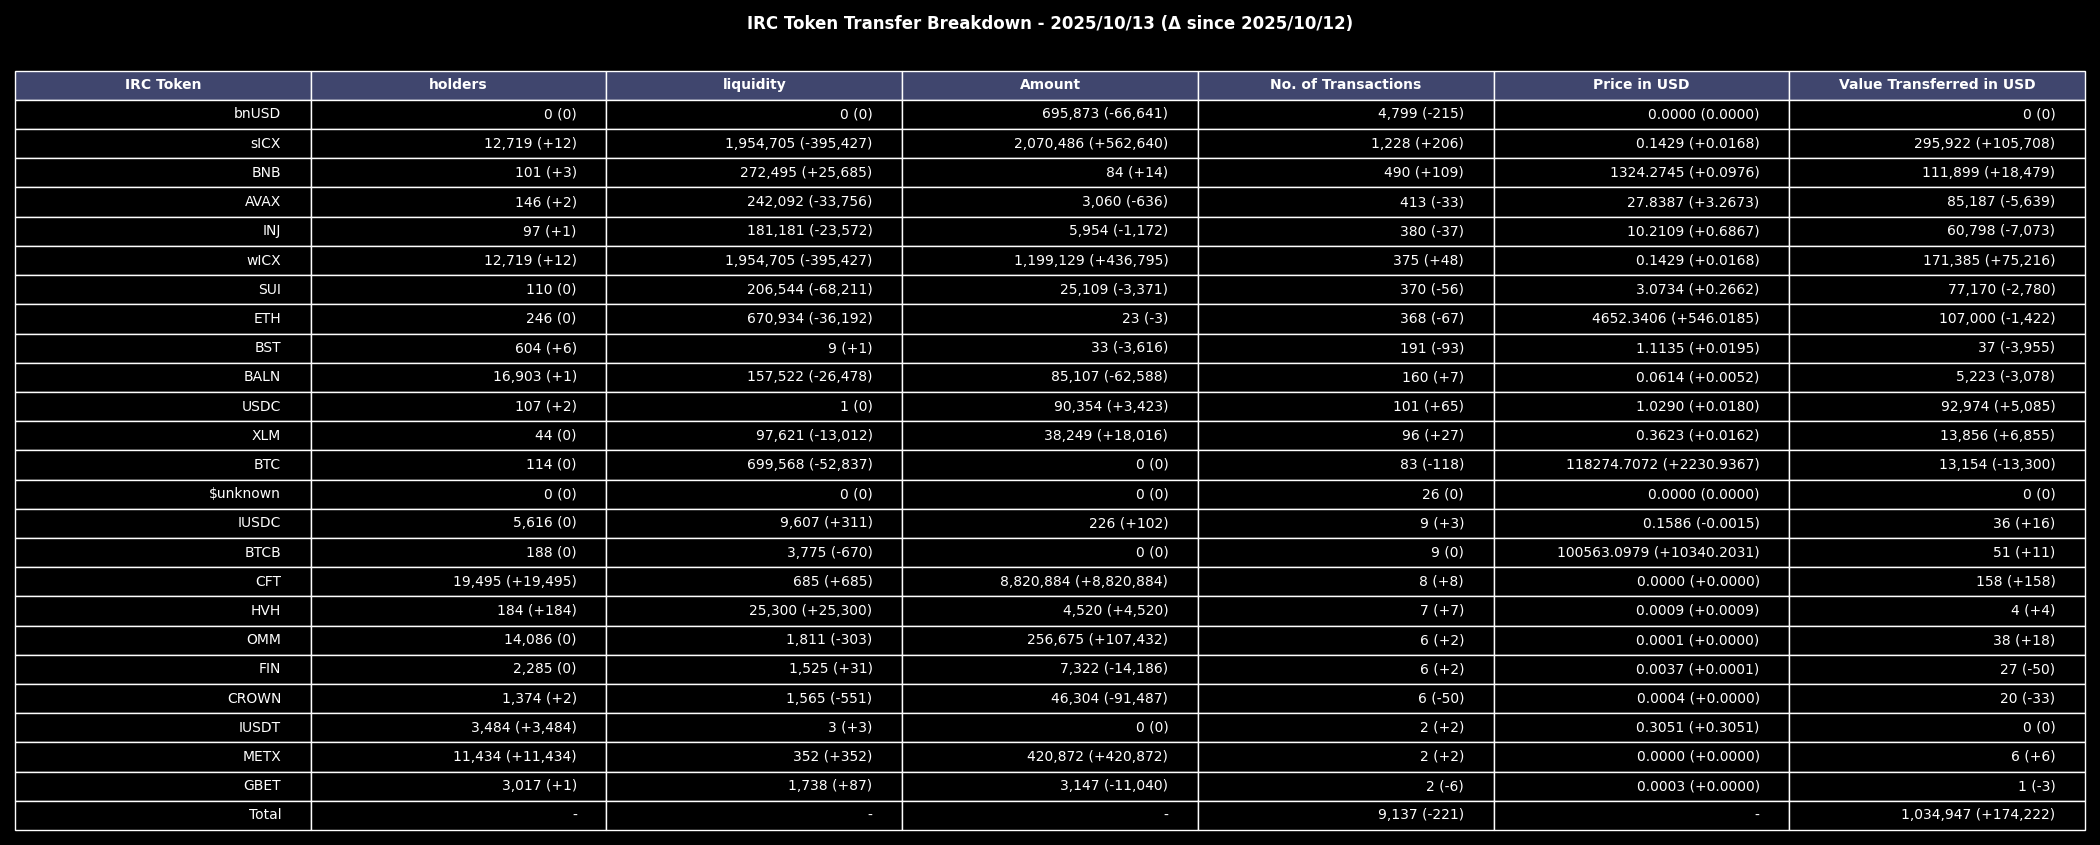 IRC Token Transfer Breakdown - 2025/10/13 (Δ since 2025/10/12)
IRC Token holders liquidity Amount No. of Transactions Price in USD Value Transferred in USD
bnUSD 0 (0) 0 (0) 695,873 (-66,641) 4,799 (-215) 0.0000 (0.0000) 0 (0)
sICX 12,719 (+12) 1,954,705 (-395,427) 2,070,486 (+562,640) 1,228 (+206) 0.1429 (+0.0168) 295,922 (+105,708)
BNB 101 (+3) 272,495 (+25,685) 84 (+14) 490 (+109) 1324.2745 (+0.0976) 111,899 (+18,479)
AVAX 146 (+2) 242,092 (-33,756) 3,060 (-636) 413 (-33) 27.8387 (+3.2673) 85,187 (-5,639)
INJ 97 (+1) 181,181 (-23,572) 5,954 (-1,172) 380 (-37) 10.2109 (+0.6867) 60,798 (-7,073)
wICX 12,719 (+12) 1,954,705 (-395,427) 1,199,129 (+436,795) 375 (+48) 0.1429 (+0.0168) 171,385 (+75,216)
SUI 110 (0) 206,544 (-68,211) 25,109 (-3,371) 370 (-56) 3.0734 (+0.2662) 77,170 (-2,780)
ETH 246 (0) 670,934 (-36,192) 23 (-3) 368 (-67) 4652.3406 (+546.0185) 107,000 (-1,422)
BST 604 (+6) 9 (+1) 33 (-3,616) 191 (-93) 1.1135 (+0.0195) 37 (-3,955)
BALN 16,903 (+1) 157,522 (-26,478) 85,107 (-62,588) 160 (+7) 0.0614 (+0.0052) 5,223 (-3,078)
USDC 107 (+2) 1 (0) 90,354 (+3,423) 101 (+65) 1.0290 (+0.0180) 92,974 (+5,085)
XLM 44 (0) 97,621 (-13,012) 38,249 (+18,016) 96 (+27) 0.3623 (+0.0162) 13,856 (+6,855)
BTC 114 (0) 699,568 (-52,837) 0 (0) 83 (-118) 118274.7072 (+2230.9367) 13,154 (-13,300)
$unknown 0 (0) 0 (0) 0 (0) 26 (0) 0.0000 (0.0000) 0 (0)
IUSDC 5,616 (0) 9,607 (+311) 226 (+102) 9 (+3) 0.1586 (-0.0015) 36 (+16)
BTCB 188 (0) 3,775 (-670) 0 (0) 9 (0) 100563.0979 (+10340.2031) 51 (+11)
CFT 19,495 (+19,495) 685 (+685) 8,820,884 (+8,820,884) 8 (+8) 0.0000 (+0.0000) 158 (+158)
HVH 184 (+184) 25,300 (+25,300) 4,520 (+4,520) 7 (+7) 0.0009 (+0.0009) 4 (+4)
OMM 14,086 (0) 1,811 (-303) 256,675 (+107,432) 6 (+2) 0.0001 (+0.0000) 38 (+18)
FIN 2,285 (0) 1,525 (+31) 7,322 (-14,186) 6 (+2) 0.0037 (+0.0001) 27 (-50)
CROWN 1,374 (+2) 1,565 (-551) 46,304 (-91,487) 6 (-50) 0.0004 (+0.0000) 20 (-33)
IUSDT 3,484 (+3,484) 3 (+3) 0 (0) 2 (+2) 0.3051 (+0.3051) 0 (0)
METX 11,434 (+11,434) 352 (+352) 420,872 (+420,872) 2 (+2) 0.0000 (+0.0000) 6 (+6)
GBET 3,017 (+1) 1,738 (+87) 3,147 (-11,040) 2 (-6) 0.0003 (+0.0000) 1 (-3)
Total - - - 9,137 (-221) - 1,034,947 (+174,222)